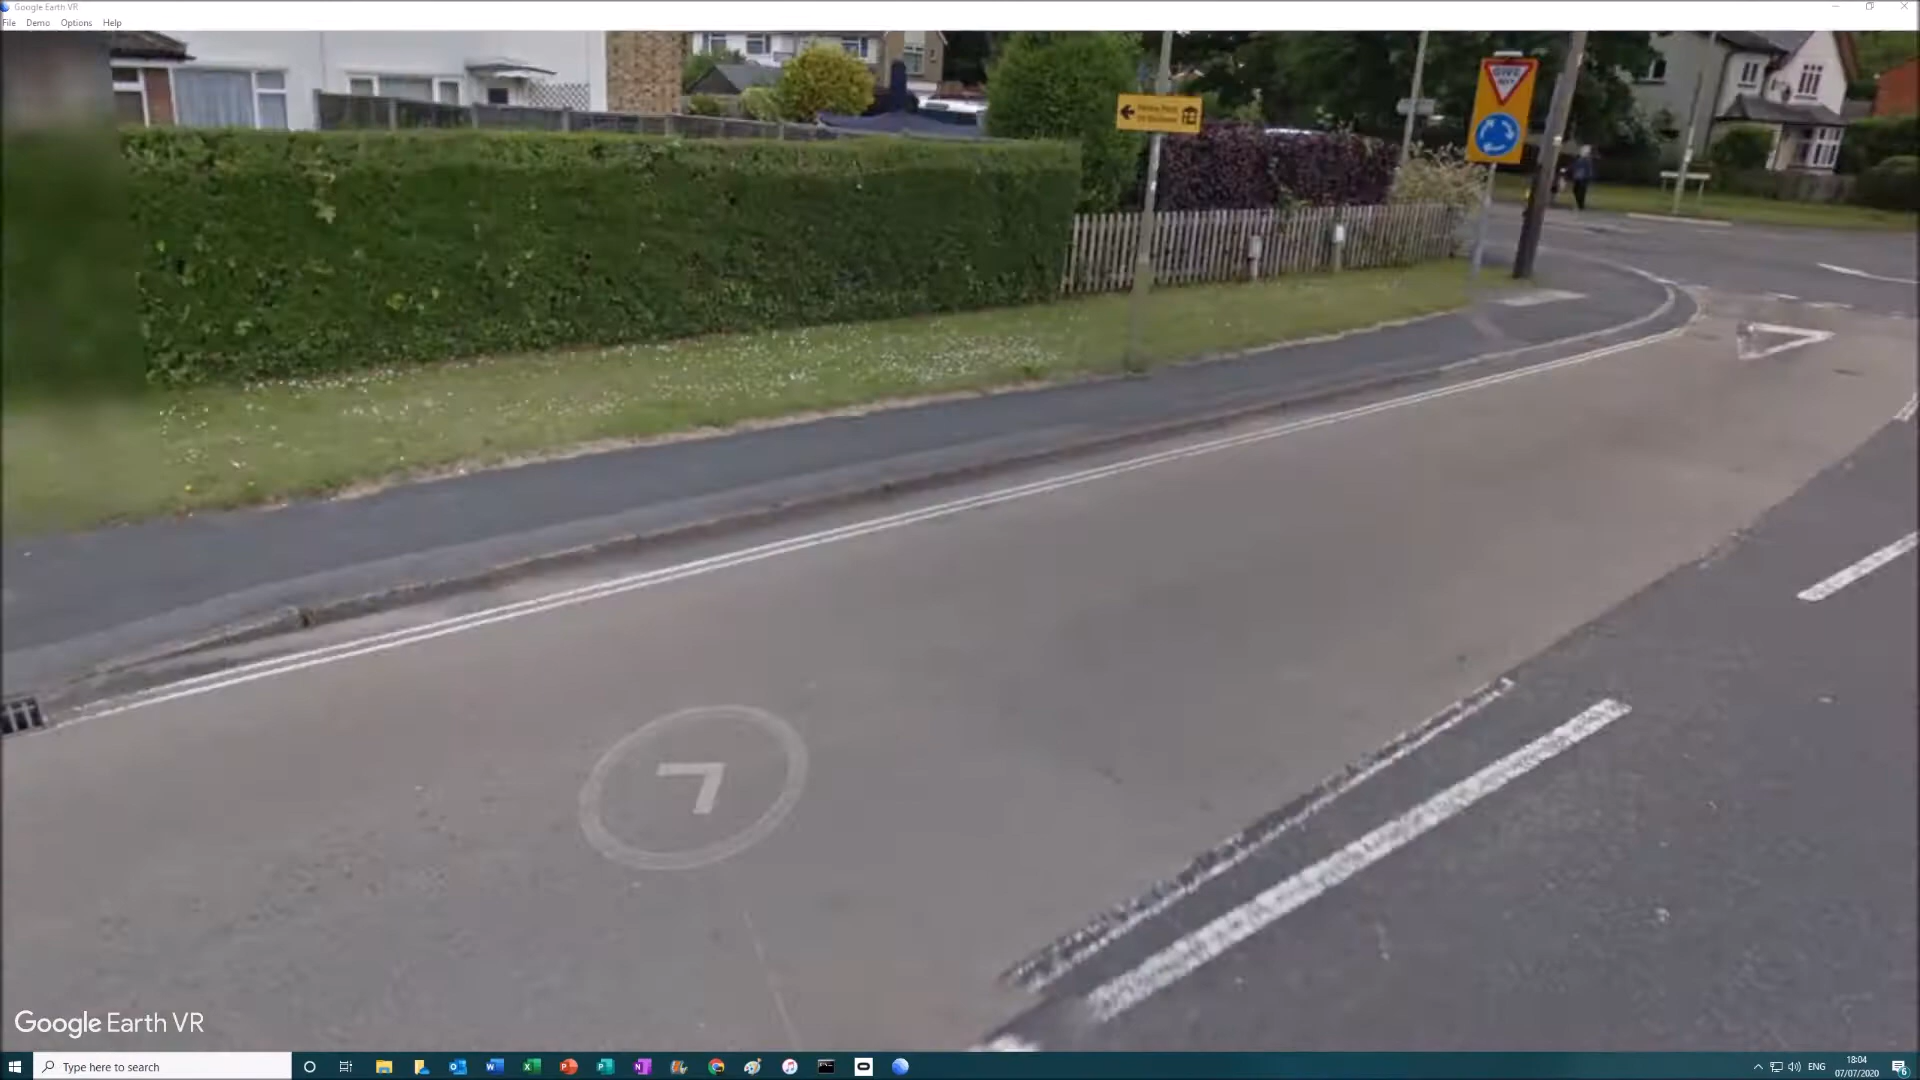 Google Earth VR
File Demo Options Help
GIVE WAY
Google Earth VR
Type here to search
ENG
18:04
07/07/2020
6